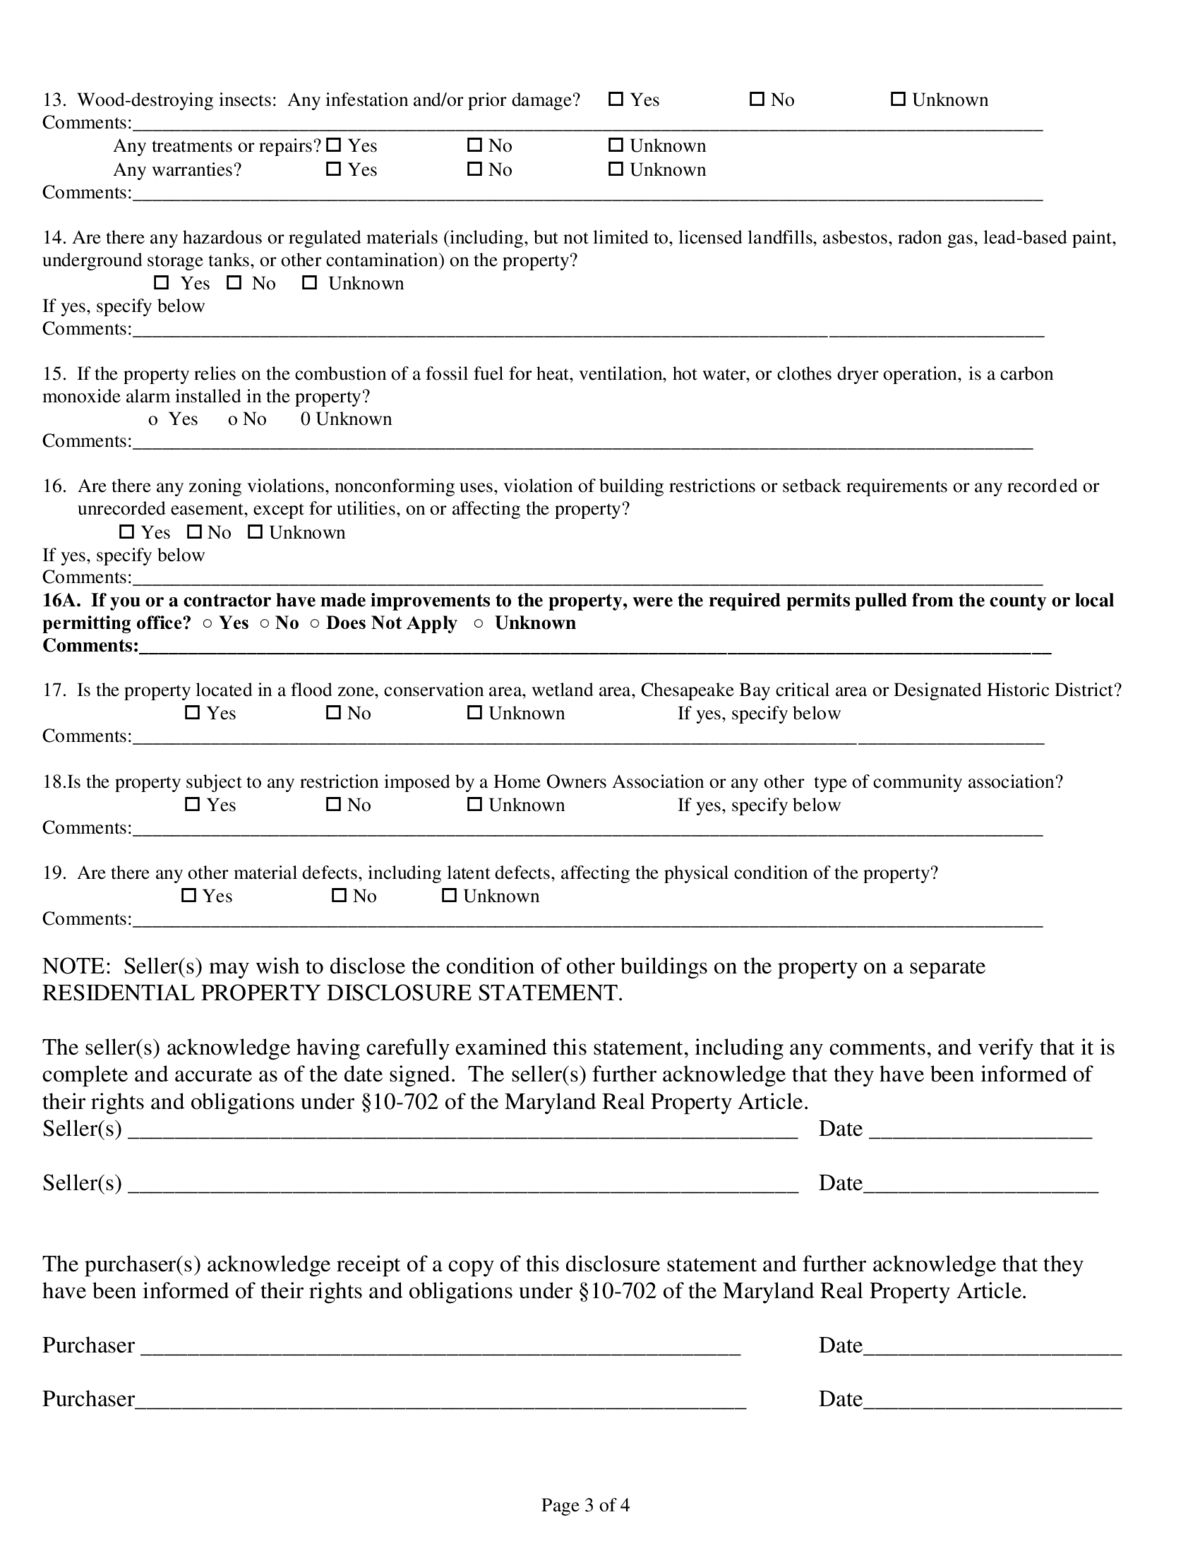 13.  Wood-destroying insects:  Any infestation and/or prior damage?  ☐ Yes  ☐ No  ☐ Unknown
Comments:______________________________________________________________________________
Any treatments or repairs? ☐ Yes  ☐ No  ☐ Unknown
Any warranties?  ☐ Yes  ☐ No  ☐ Unknown
Comments:______________________________________________________________________________
14. Are there any hazardous or regulated materials (including, but not limited to, licensed landfills, asbestos, radon gas, lead-based paint,
underground storage tanks, or other contamination) on the property?
☐ Yes  ☐ No  ☐ Unknown
If yes, specify below
Comments:______________________________________________________________________________
15.  If the property relies on the combustion of a fossil fuel for heat, ventilation, hot water, or clothes dryer operation, is a carbon
monoxide alarm installed in the property?
o  Yes  o No  0 Unknown
Comments:______________________________________________________________________________
16.  Are there any zoning violations, nonconforming uses, violation of building restrictions or setback requirements or any recorded or
unrecorded easement, except for utilities, on or affecting the property?
☐ Yes  ☐ No  ☐ Unknown
If yes, specify below
Comments:______________________________________________________________________________
16A.  If you or a contractor have made improvements to the property, were the required permits pulled from the county or local
permitting office?  ○ Yes  ○ No  ○ Does Not Apply  ○  Unknown
Comments:______________________________________________________________________________
17.  Is the property located in a flood zone, conservation area, wetland area, Chesapeake Bay critical area or Designated Historic District?
☐ Yes  ☐ No  ☐ Unknown  If yes, specify below
Comments:______________________________________________________________________________
18.Is the property subject to any restriction imposed by a Home Owners Association or any other  type of community association?
☐ Yes  ☐ No  ☐ Unknown  If yes, specify below
Comments:______________________________________________________________________________
19.  Are there any other material defects, including latent defects, affecting the physical condition of the property?
☐ Yes  ☐ No  ☐ Unknown
Comments:______________________________________________________________________________
NOTE:  Seller(s) may wish to disclose the condition of other buildings on the property on a separate
RESIDENTIAL PROPERTY DISCLOSURE STATEMENT.
The seller(s) acknowledge having carefully examined this statement, including any comments, and verify that it is
complete and accurate as of the date signed.  The seller(s) further acknowledge that they have been informed of
their rights and obligations under §10-702 of the Maryland Real Property Article.
Seller(s) _________________________________________________________  Date ___________________
Seller(s) _________________________________________________________  Date____________________
The purchaser(s) acknowledge receipt of a copy of this disclosure statement and further acknowledge that they
have been informed of their rights and obligations under §10-702 of the Maryland Real Property Article.
Purchaser ___________________________________________________  Date______________________
Purchaser____________________________________________________  Date______________________
Page 3 of 4